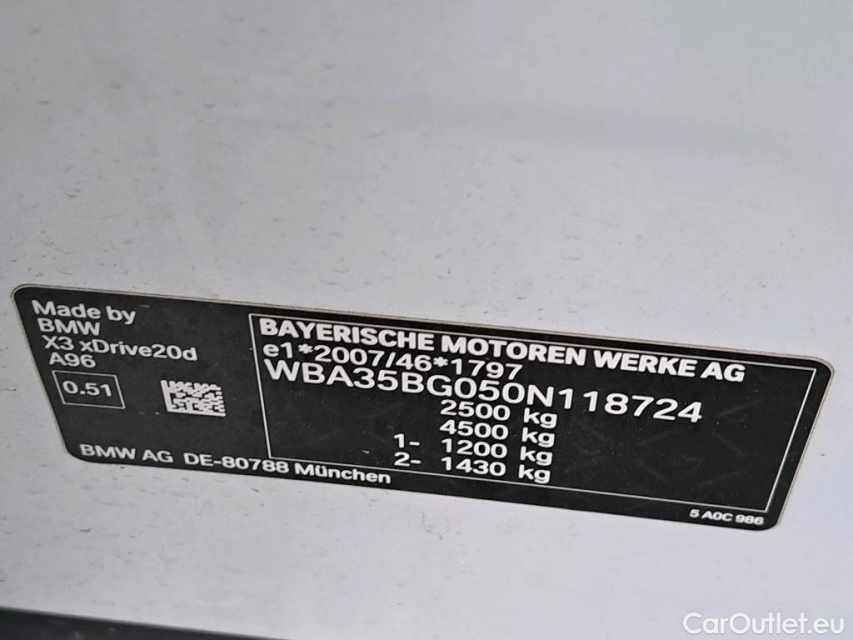 Made by
BMW
X3 xDrive20d
A96
0.51
BMW AG DE-80788 München
BAYERISCHE MOTOREN WERKE AG
e1*2007/46*1797
WBA35BG050N118724
2500 kg
4500 kg
1- 1200 kg
2- 1430 kg
5 A0C 986
CarOutlet.eu